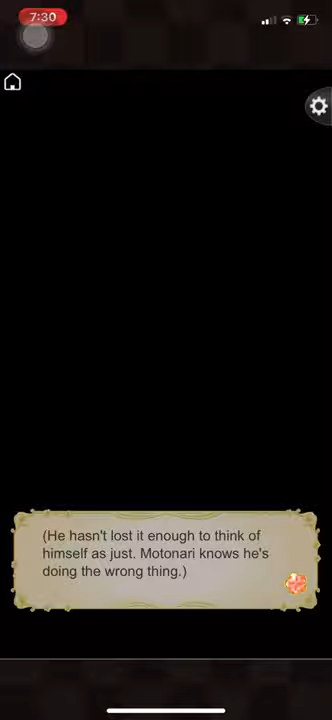 7:30
(He hasn't lost it enough to think of
himself as just. Motonari knows he's
doing the wrong thing.)